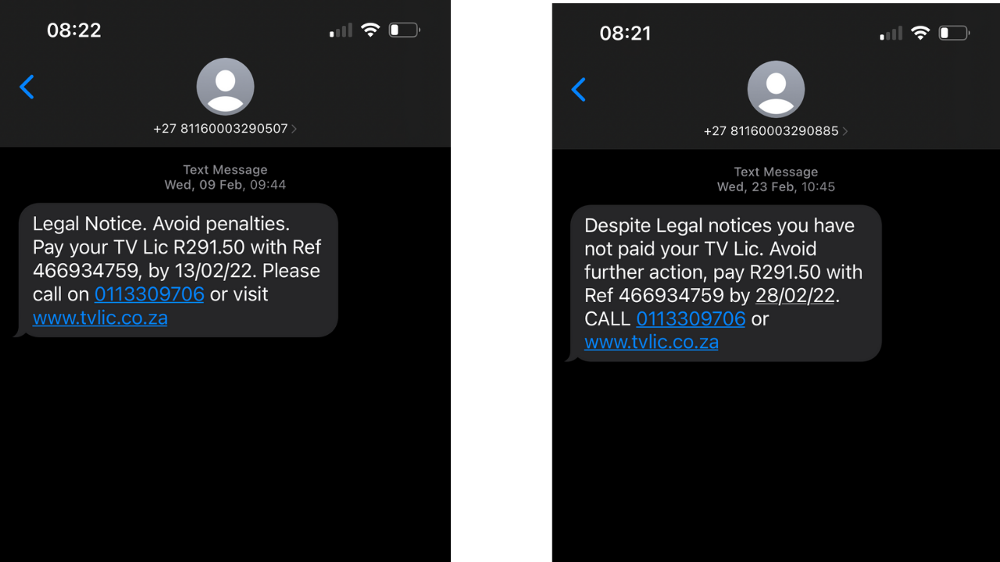 08:22
+27 81160003290507
Text Message
Wed, 09 Feb, 09:44
Legal Notice. Avoid penalties.
Pay your TV Lic R291.50 with Ref
466934759, by 13/02/22. Please
call on 0113309706 or visit
www.tvlic.co.za
08:21
+27 81160003290885
Text Message
Wed, 23 Feb, 10:45
Despite Legal notices you have
not paid your TV Lic. Avoid
further action, pay R291.50 with
Ref 466934759 by 28/02/22.
CALL 0113309706 or
www.tvlic.co.za